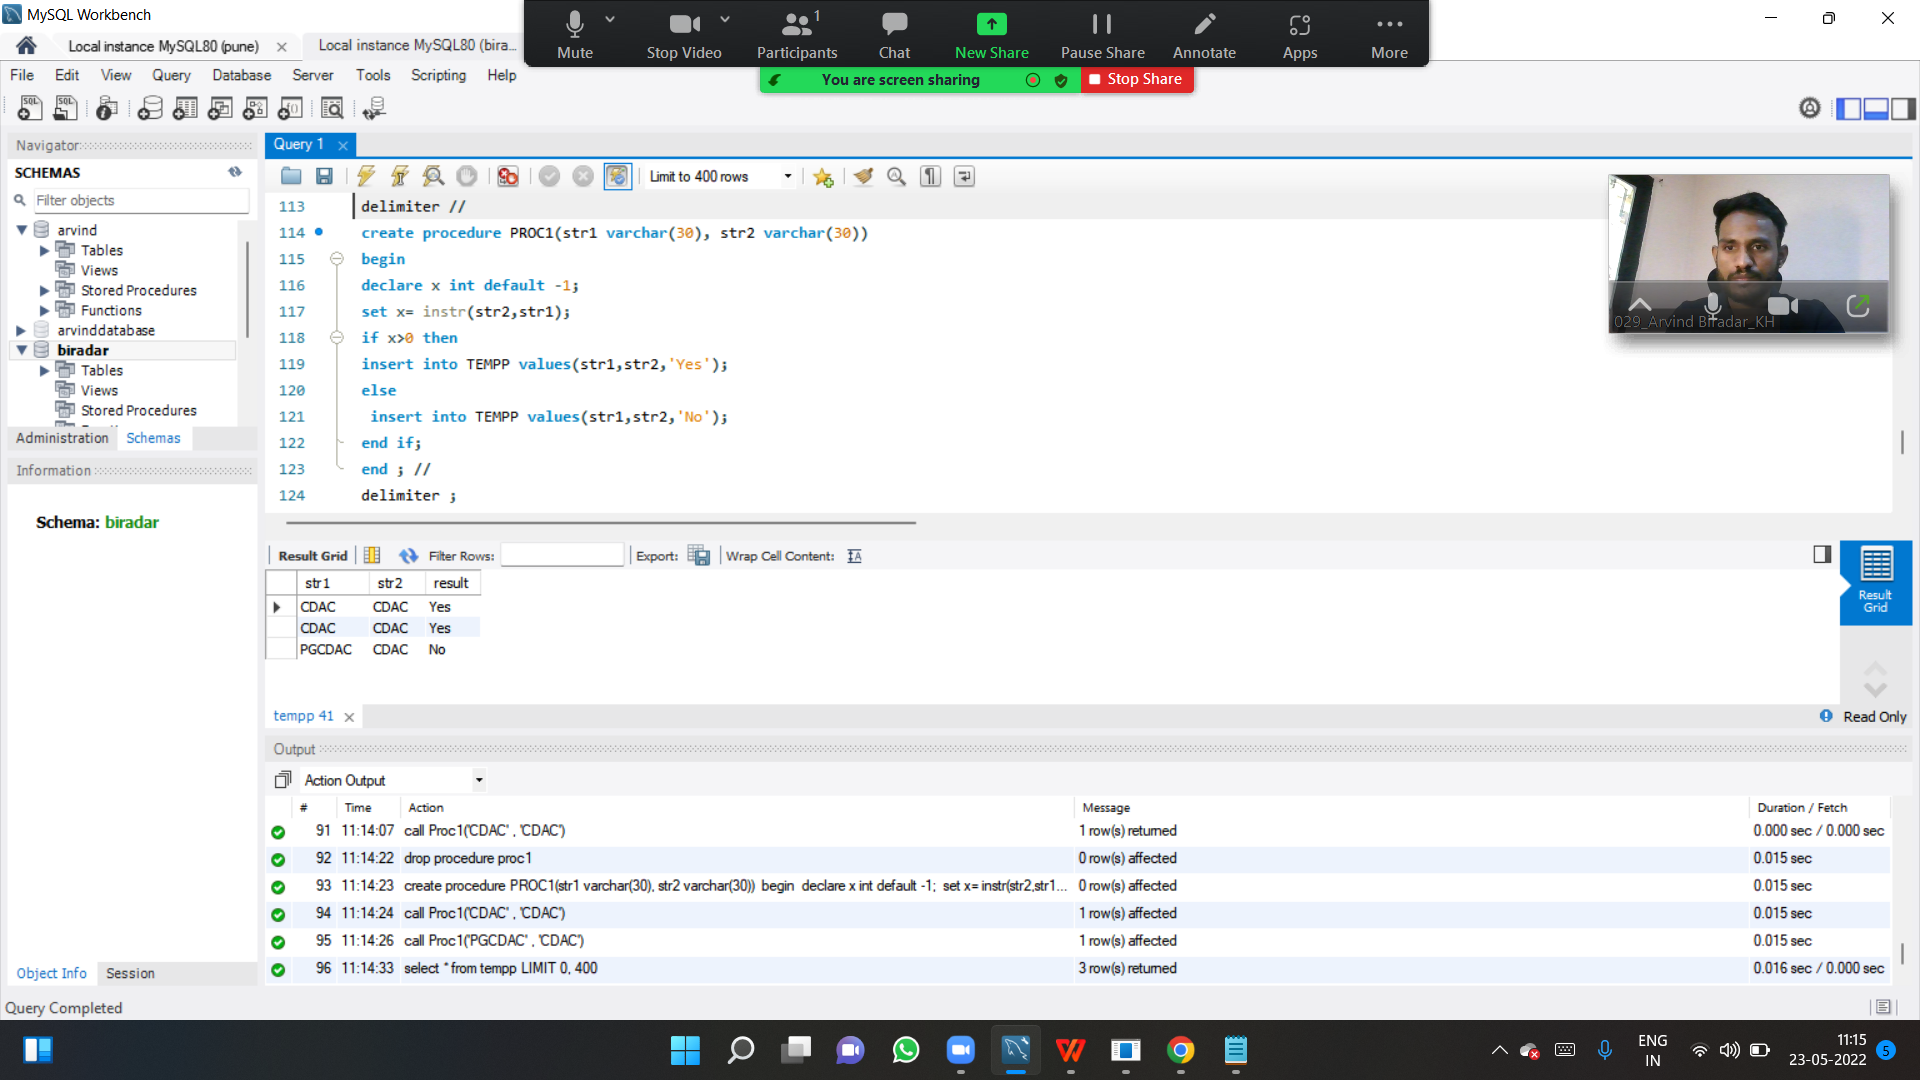 MySQL Workbench
Mute
Stop Video
1
Participants
Chat
New Share
Pause Share
Annotate
Apps
More
You are screen sharing
Stop Share
Local instance MySQL80 (pune)
Local instance MySQL80 (bira...
File Edit View Query Database Server Tools Scripting Help
Navigator
SCHEMAS
Filter objects
arvind
Tables
Views
Stored Procedures
Functions
arvinddatabase
biradar
Tables
Views
Stored Procedures
Administration Schemas
Information
Schema: biradar
Object Info Session
Query Completed
Query 1
Limit to 400 rows
113 delimiter //
114 create procedure PROC1(str1 varchar(30), str2 varchar(30))
115 begin
116 declare x int default -1;
117 set x= instr(str2,str1);
118 if x>0 then
119 insert into TEMPP values(str1,str2,'Yes');
120 else
121 insert into TEMPP values(str1,str2,'No');
122 end if;
123 end ; //
124 delimiter ;
029_Arvind Biradar_KH
Result Grid Filter Rows: Export: Wrap Cell Content:
str1 str2 result
CDAC CDAC Yes
CDAC CDAC Yes
PGCDAC CDAC No
Result
Grid
tempp 41
Read Only
Output
Action Output
# Time Action Message Duration / Fetch
91 11:14:07 call Proc1('CDAC' , 'CDAC') 1 row(s) returned 0.000 sec / 0.000 sec
92 11:14:22 drop procedure proc1 0 row(s) affected 0.015 sec
93 11:14:23 create procedure PROC1(str1 varchar(30), str2 varchar(30)) begin declare x int default -1; set x= instr(str2,str1... 0 row(s) affected 0.015 sec
94 11:14:24 call Proc1('CDAC' , 'CDAC') 1 row(s) affected 0.015 sec
95 11:14:26 call Proc1('PGCDAC' , 'CDAC') 1 row(s) affected 0.015 sec
96 11:14:33 select * from tempp LIMIT 0, 400 3 row(s) returned 0.016 sec / 0.000 sec
ENG
IN
11:15
23-05-2022
5